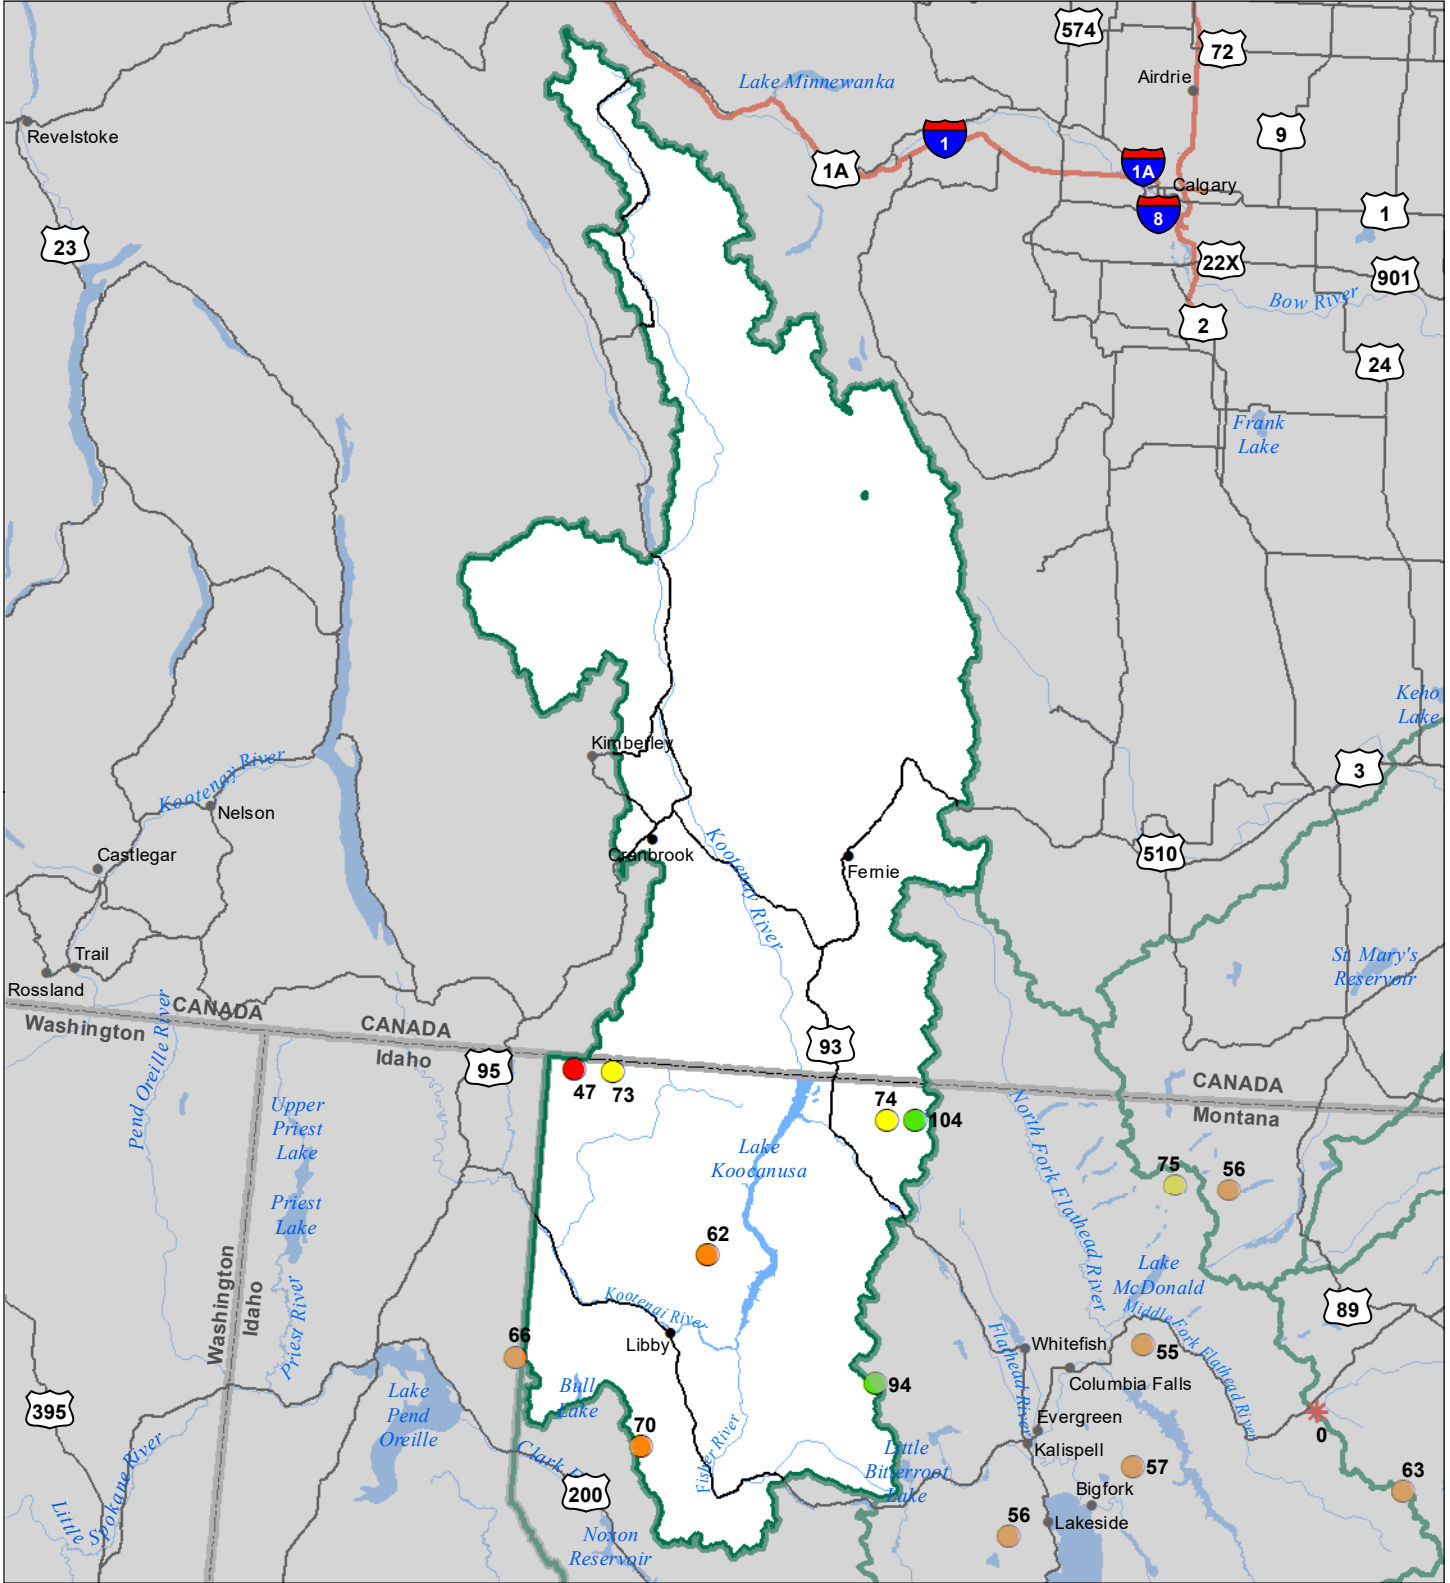 574
72
Airdrie
Lake Minnewanka
Revelstoke
9
1
1A
1A
Calgary
8
1
23
22X
901
Bow River
2
24
Frank
Lake
Keho
Lake
Kimberley
Kootenay River
3
Nelson
Cranbrook
Kootenay River
Castlegar
Fernie
510
Trail
St. Mary's
Reservoir
Rossland
CANADA
Washington
CANADA
Idaho
95
93
CANADA
Montana
47
73
74
104
Pend Oreille River
Upper
Priest
Lake
Lake
Koocanusa
North Fork Flathead River
75
56
Priest
Lake
62
Washington
Idaho
Priest River
Kootenai River
Lake
McDonald
Middle Fork Flathead River
89
66
Libby
Flathead River
Whitefish
55
Columbia Falls
395
Lake
Pend
Oreille
Bull
Lake
94
Evergreen
0
70
Kalispell
Clark
Fisher River
Little
Bitterroot
Lake
57
63
200
Bigfork
Little
Spokane River
56
Lakeside
Noxon
Reservoir